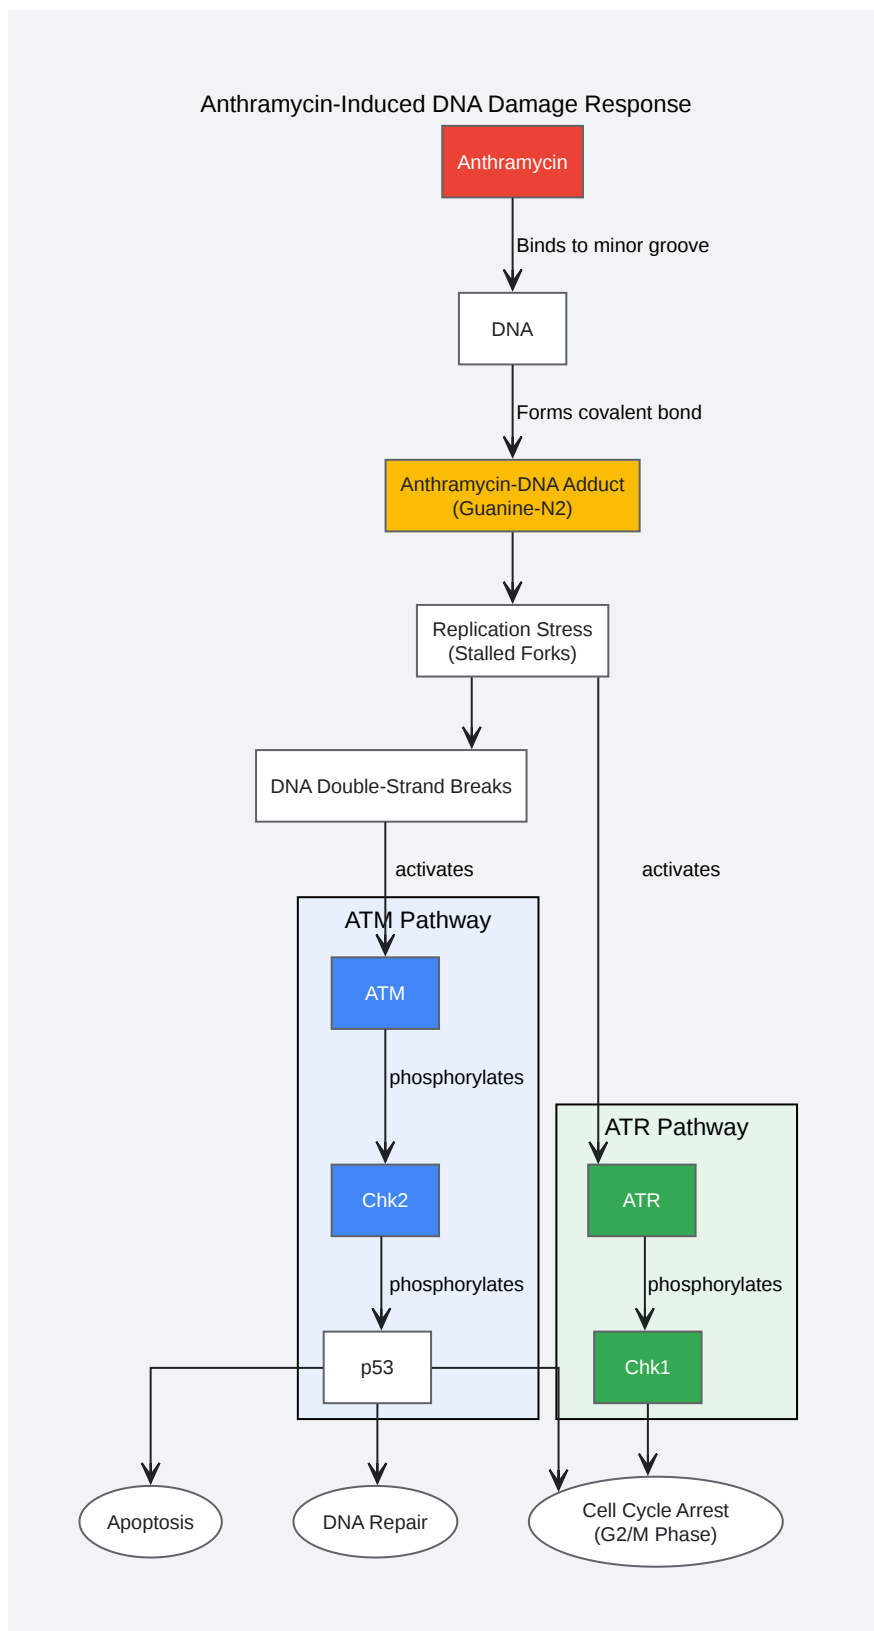 Anthramycin-Induced DNA Damage Response
Anthramycin
Binds to minor groove
DNA
Forms covalent bond
Anthramycin-DNA Adduct
(Guanine-N2)
Replication Stress
(Stalled Forks)
DNA Double-Strand Breaks
activates
activates
ATM Pathway
ATM
phosphorylates
ATR Pathway
Chk2
ATR
phosphorylates
phosphorylates
p53
Chk1
Apoptosis
DNA Repair
Cell Cycle Arrest
(G2/M Phase)